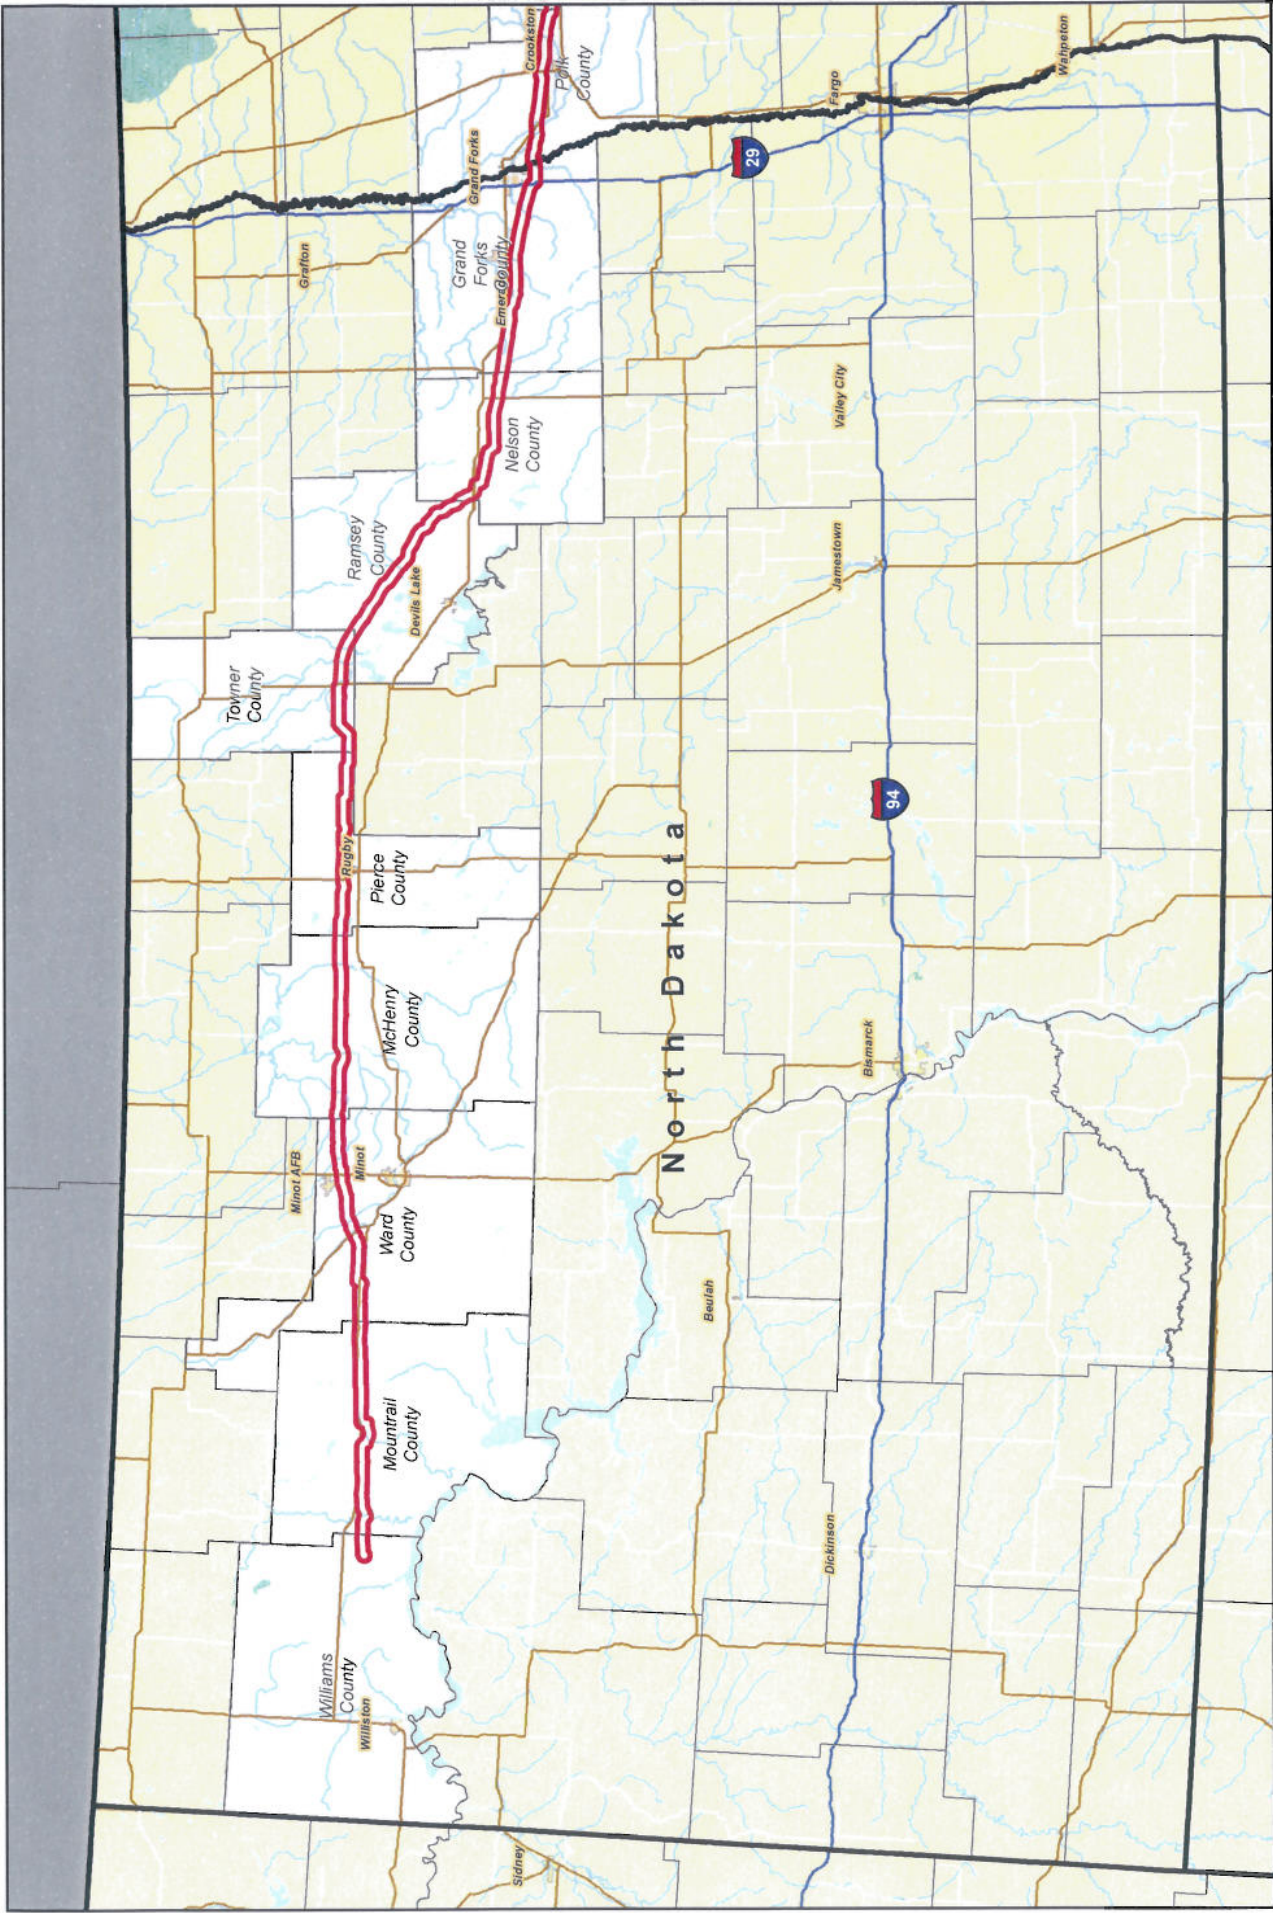 Towner
County
Minot AFB
Grafton
Williams
County
Rugby
Ramsey
County
Minot
Williston
Pierce
County
Ward
County
Mountrail
County
McHenry
County
Devils Lake
Grand
Forks
County
Grand Forks
Emerado
Nelson
County
Sidney
Crookston
Polk
County
North Dakota
Beulah
29
Dickinson
Fargo
Jamestown
Valley City
Bismarck
94
Wahpeton